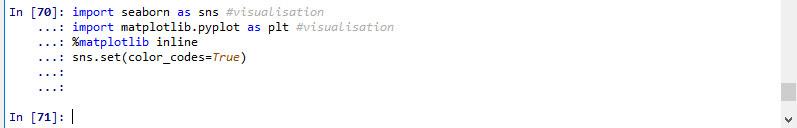 In [70]: import seaborn as sns #visualisation
...: import matplotlib.pyplot as plt #visualisation
...: %matplotlib inline
...: sns.set(color_codes=True)
...:
...:
In [71]: